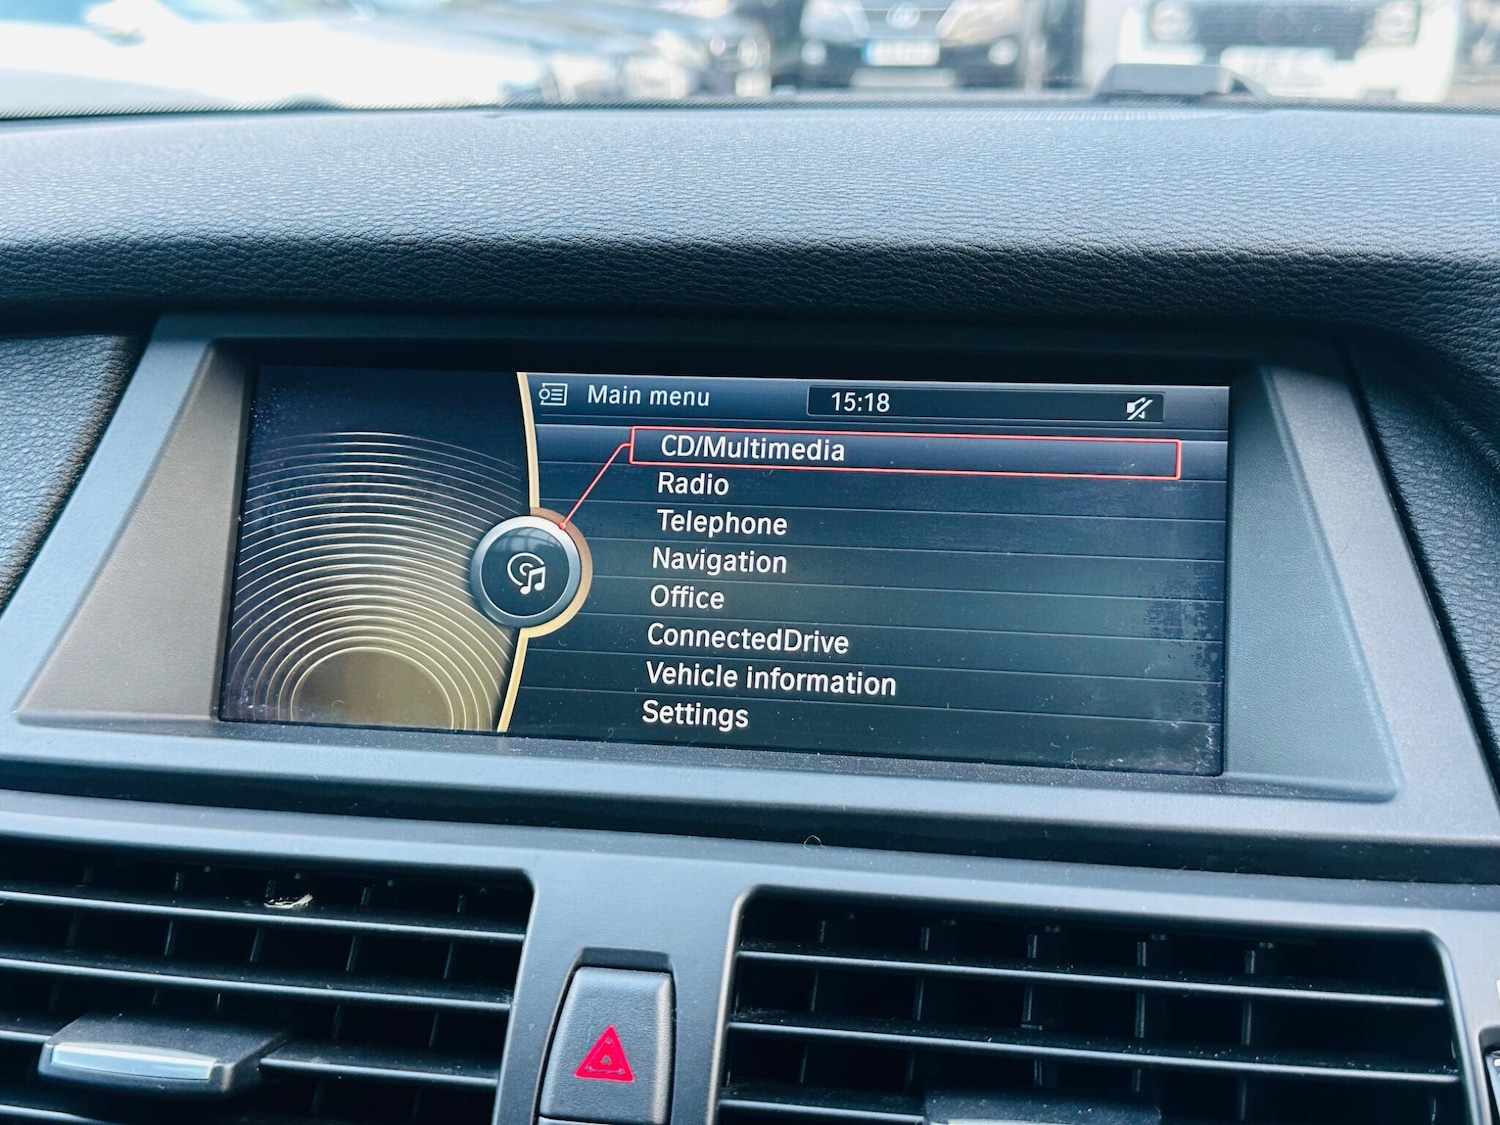 Main menu
15:18
CD/Multimedia
Radio
Telephone
Navigation
Office
ConnectedDrive
Vehicle information
Settings